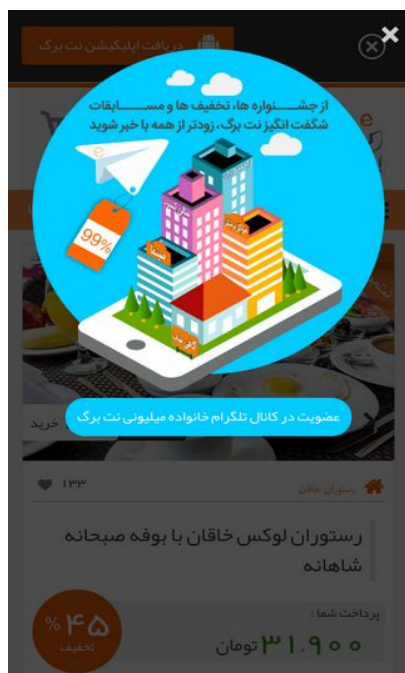 دریافت اپلیکیشن نت برگ
از جشنواره ها، تخفیف ها و مسابقات
شگفت انگیز نت برگ، زودتر از همه با خبر شوید
99%
عضویت در کانال تلگرام خانواده میلیونی نت برگ
خرید
۱۳۳
رستوران خاقان
رستوران لوکس خاقان با بوفه صبحانه
شاهانه
پرداخت شما :
۳۱,۹۰۰ تومان
%۴۵
تخفیف